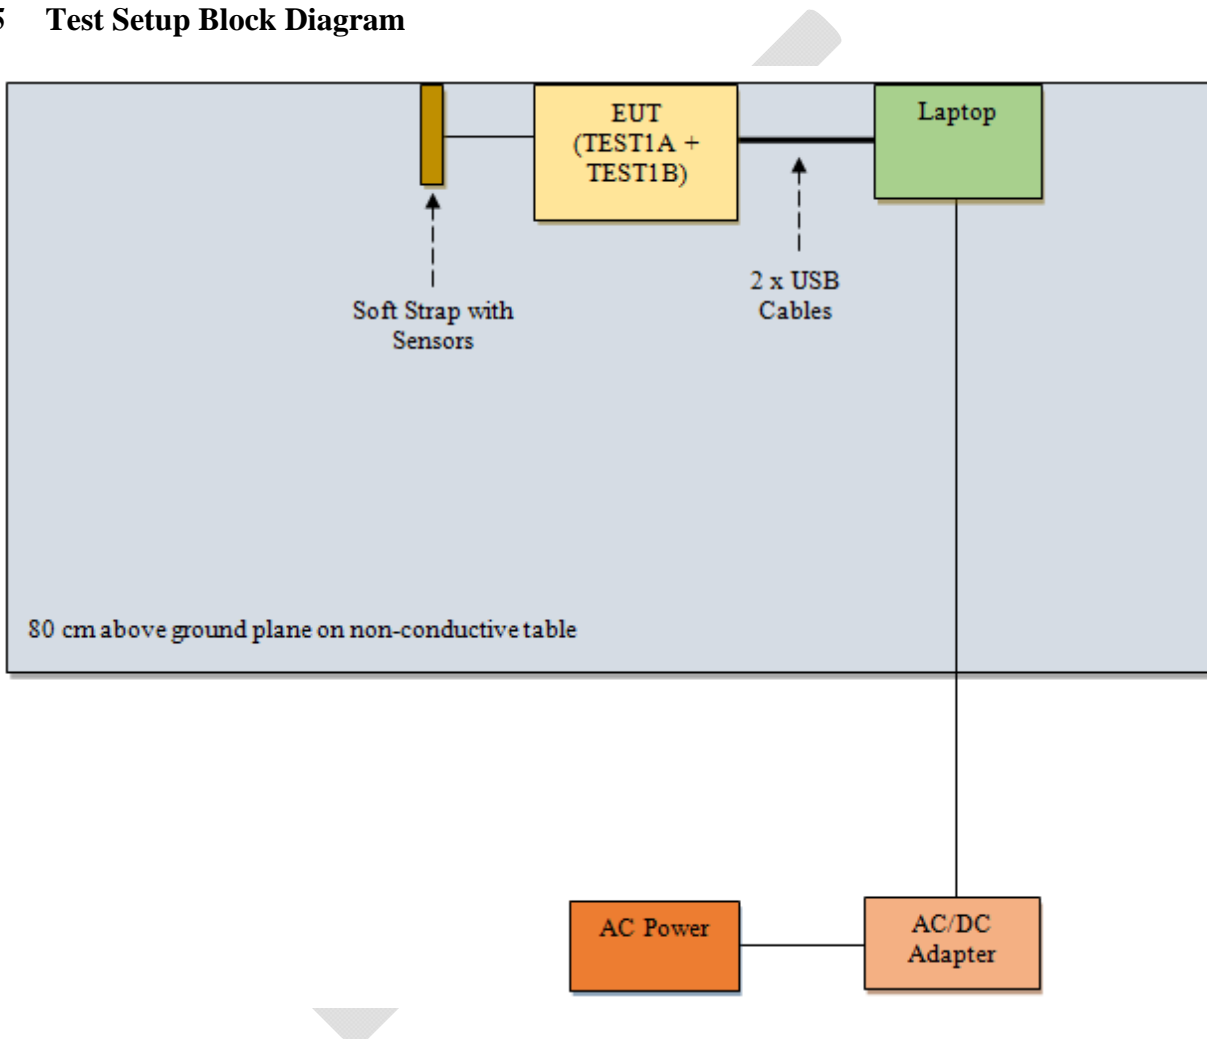 5 Test Setup Block Diagram
EUT
(TEST1A +
TEST1B)
Laptop
2 x USB
Cables
Soft Strap with
Sensors
80 cm above ground plane on non-conductive table
AC Power
AC/DC
Adapter